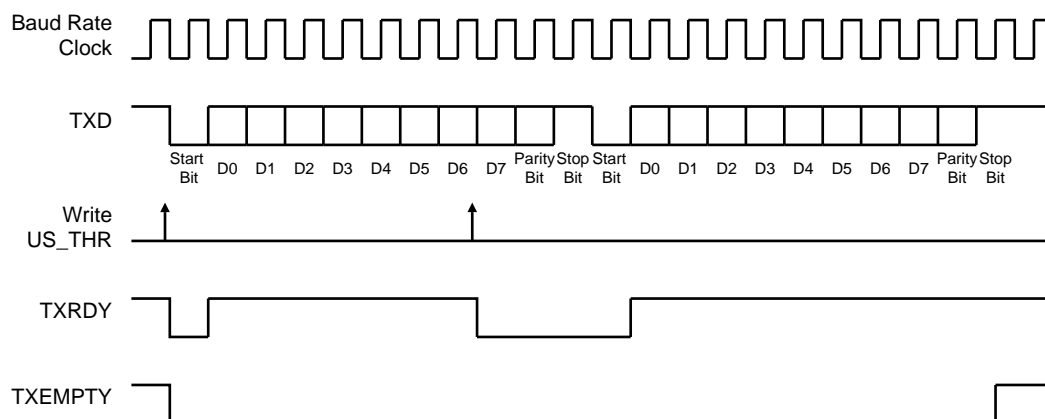 Baud Rate
Clock
TXD
Start
Bit
D0 D1 D2 D3 D4 D5 D6 D7
Parity
Bit
Stop
Bit
Start
Bit
D0 D1 D2 D3 D4 D5 D6 D7
Parity
Bit
Stop
Bit
Write
US_THR
TXRDY
TXEMPTY